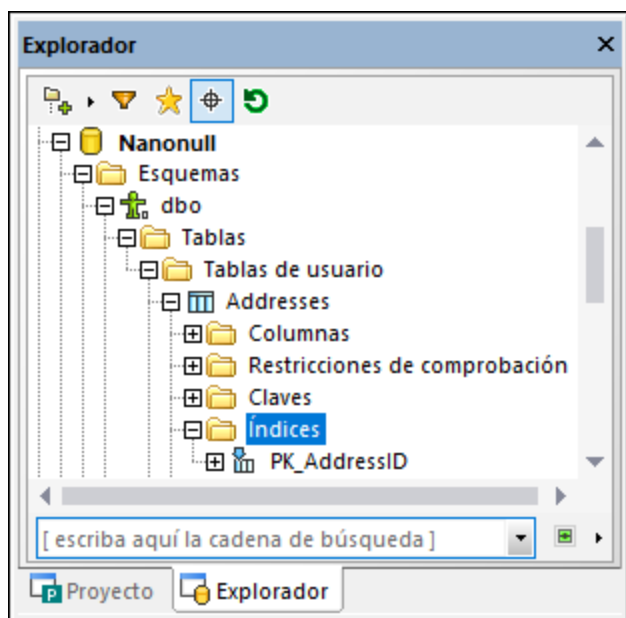 Explorador
Nanonull
Esquemas
dbo
Tablas
Tablas de usuario
Addresses
Columnas
Restricciones de comprobación
Claves
Índices
PK_AddressID
[ escriba aquí la cadena de búsqueda ]
Proyecto Explorador